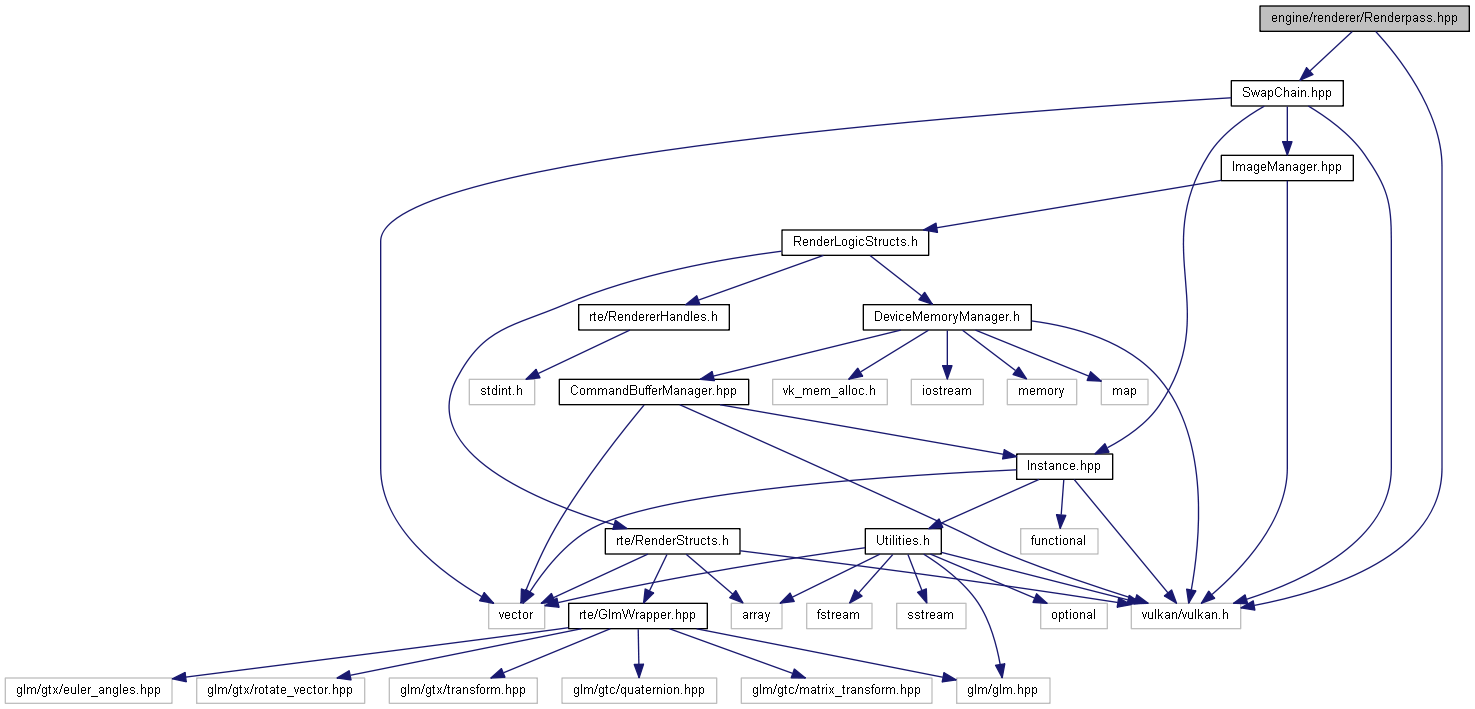 engine/renderer/Renderpass.hpp
SwapChain.hpp
ImageManager.hpp
RenderLogicStructs.h
rte/RendererHandles.h
DeviceMemoryManager.h
stdint.h
CommandBufferManager.hpp
vk_mem_alloc.h
iostream
memory
map
Instance.hpp
rte/RenderStructs.h
Utilities.h
functional
vector
rte/GlmWrapper.hpp
array
fstream
sstream
optional
vulkan/vulkan.h
glm/gtx/euler_angles.hpp
glm/gtx/rotate_vector.hpp
glm/gtx/transform.hpp
glm/gtc/quaternion.hpp
glm/gtc/matrix_transform.hpp
glm/glm.hpp